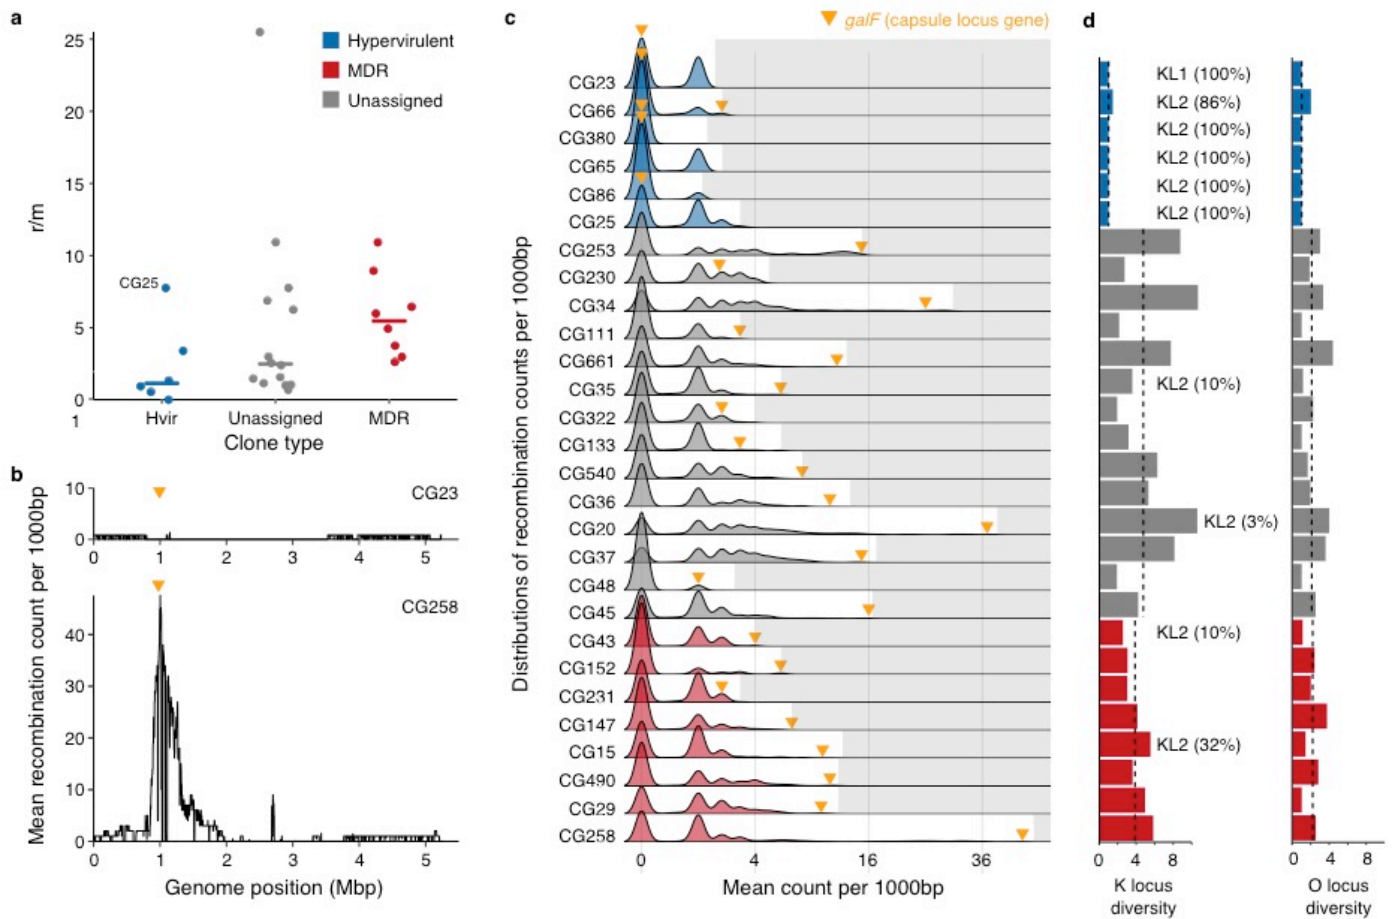 a
25
20
15
10
5
0
1
r/m
Hypervirulent
MDR
Unassigned
CG25
Hvir
Unassigned
MDR
Clone type
b
Mean recombination count per 1000bp
10
0
CG23
0 1 2 3 4 5
CG258
40
30
20
10
0
0 1 2 3 4 5
Genome position (Mbp)
c
galF (capsule locus gene)
Distributions of recombination counts per 1000bp
CG23
CG66
CG380
CG65
CG86
CG25
CG253
CG230
CG34
CG111
CG661
CG35
CG322
CG133
CG540
CG36
CG20
CG37
CG48
CG45
CG43
CG152
CG231
CG147
CG15
CG490
CG29
CG258
0 4 16 36
Mean count per 1000bp
d
KL1 (100%)
KL2 (86%)
KL2 (100%)
KL2 (100%)
KL2 (100%)
KL2 (100%)
KL2 (10%)
KL2 (3%)
KL2 (10%)
KL2 (32%)
0 4 8
K locus
diversity
0 4 8
O locus
diversity